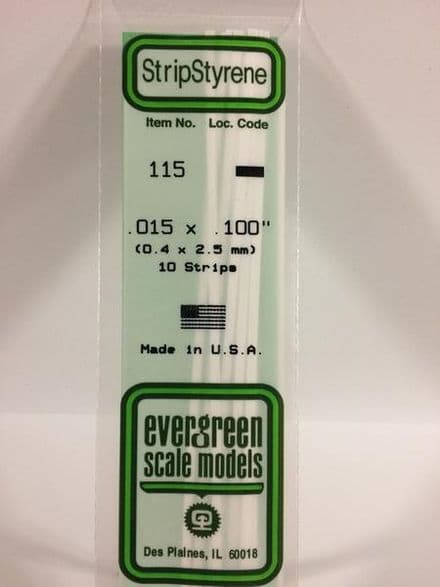 StripStyrene
Item No. Loc. Code
115
.015 x .100"
(0.4 x 2.5 mm)
10 Strips
Made in U.S.A.
evergreen
scale models
Des Plaines, IL 60018